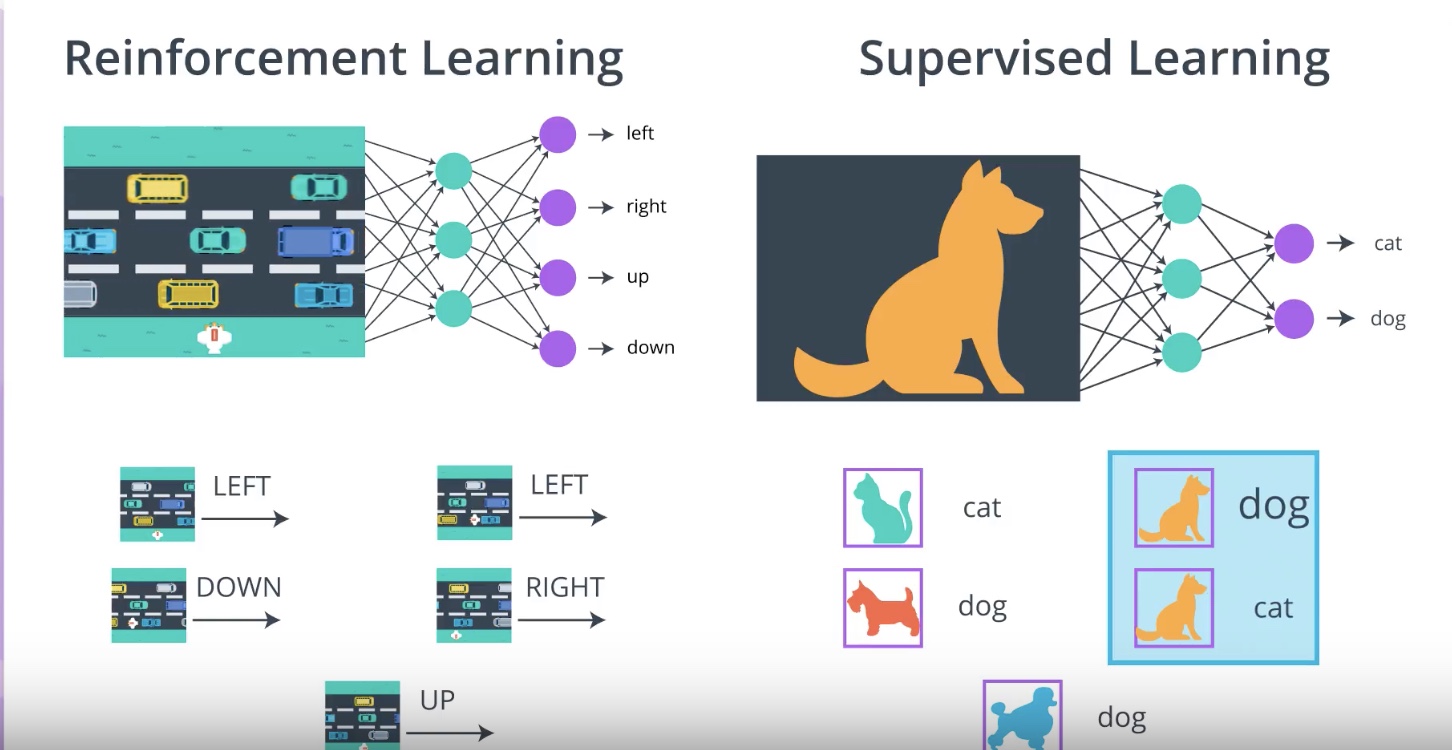 Reinforcement Learning
left
right
up
down
LEFT
LEFT
DOWN
RIGHT
UP
Supervised Learning
cat
dog
cat
dog
dog
cat
dog